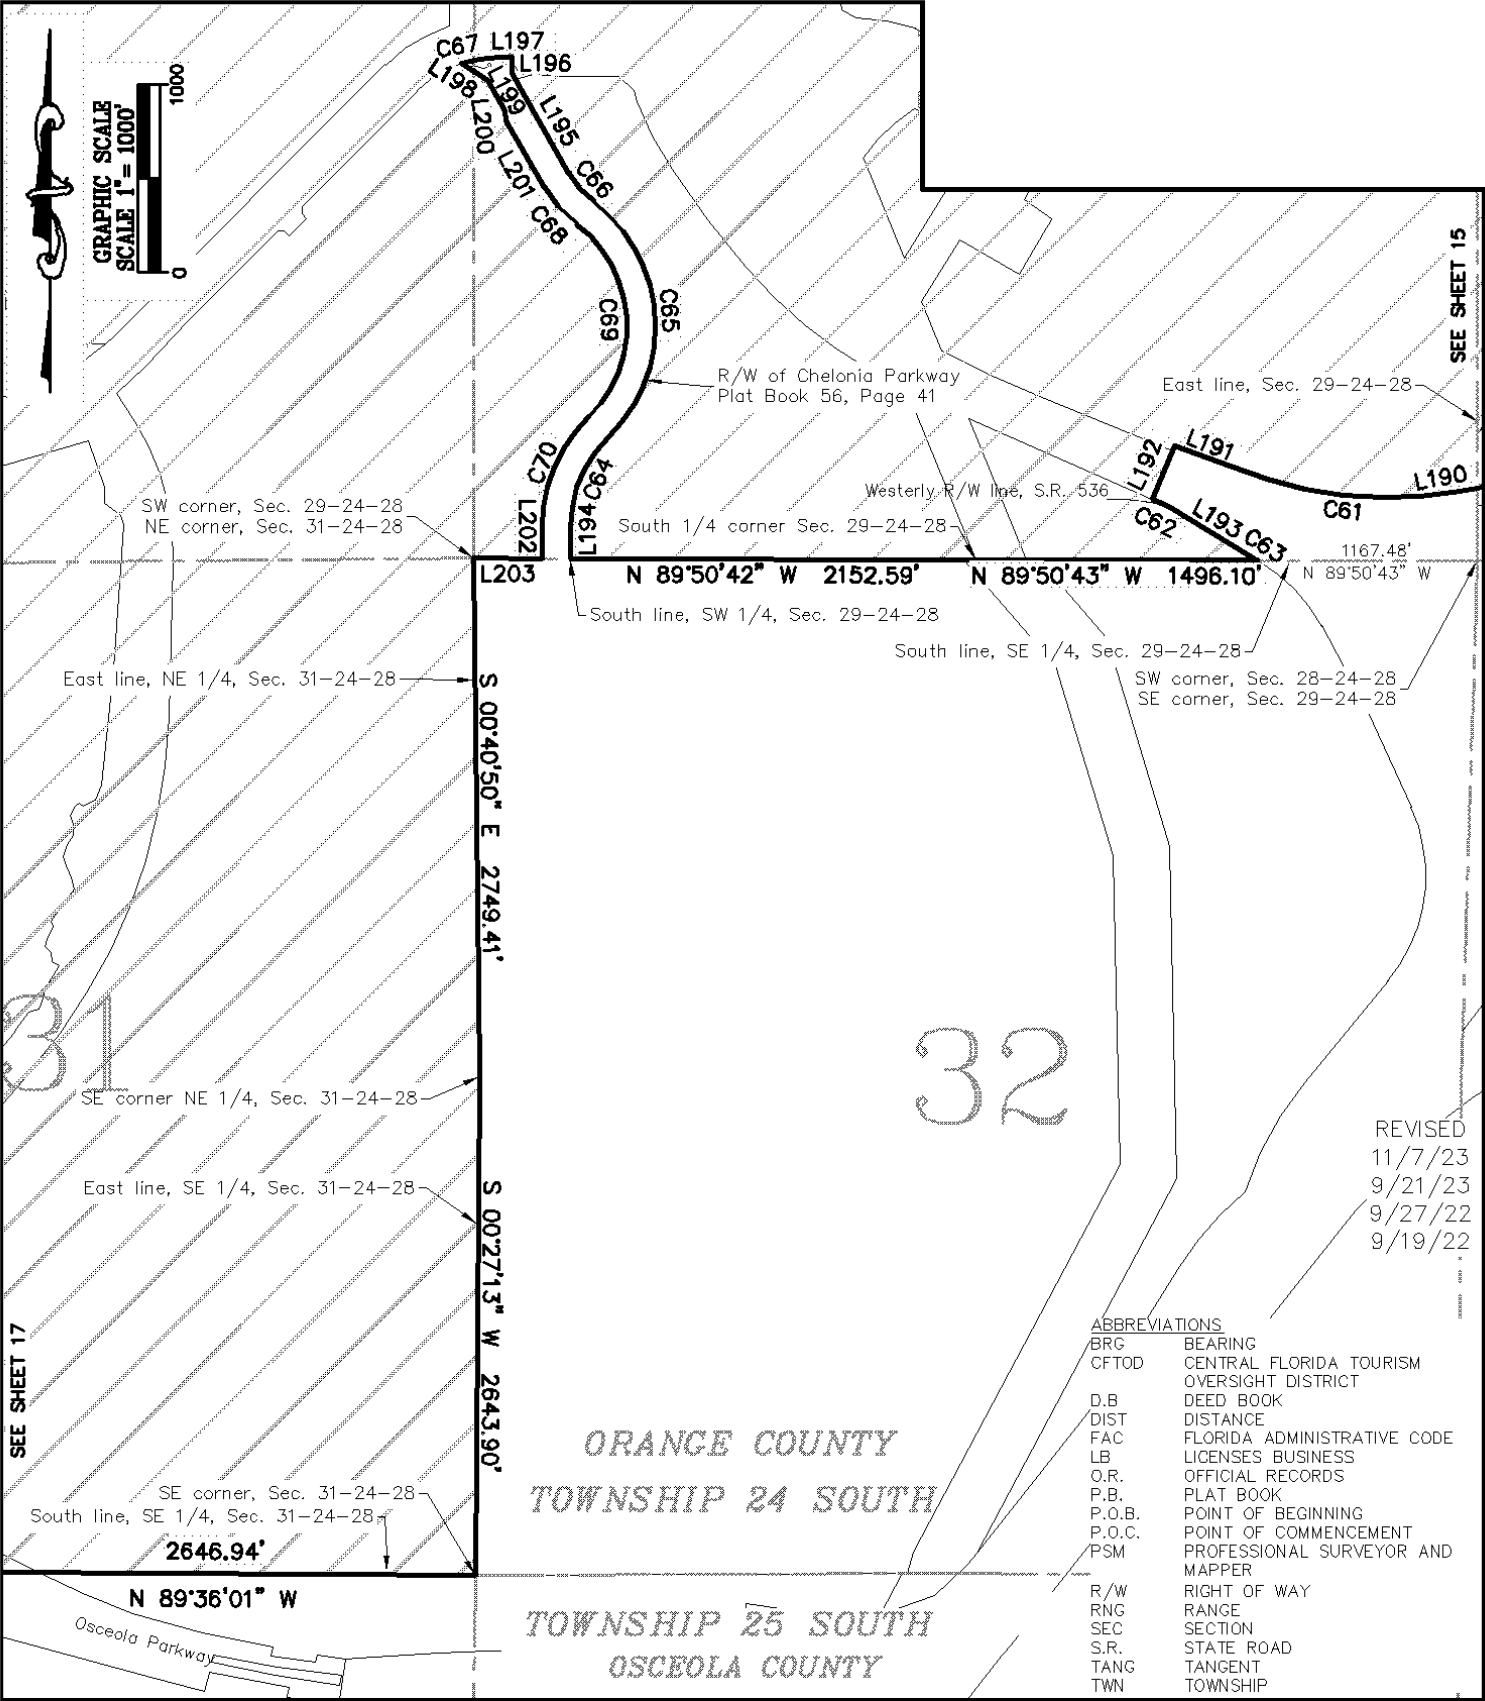 C67 L197
L196
L198
L199
L200
L195
L201
C66
C68
GRAPHIC SCALE
SCALE 1"= 1000'
1000
0
SEE SHEET 15
C65
C69
R/W of Chelonia Parkway
Plat Book 56, Page 41
East line, Sec. 29-24-28
L192
L191
L190
C61
C70
C64
Westerly R/W line, S.R. 536
C62
L193
C63
SW corner, Sec. 29-24-28
NE corner, Sec. 31-24-28
L202
L194
South 1/4 corner Sec. 29-24-28
1167.48'
N 89°50'43" W
L203
N 89°50'42" W 2152.59'
N 89°50'43" W 1496.10'
South line, SW 1/4, Sec. 29-24-28
South line, SE 1/4, Sec. 29-24-28
East line, NE 1/4, Sec. 31-24-28
SW corner, Sec. 28-24-28
SE corner, Sec. 29-24-28
S 00°40'50" E 2749.41'
31
32
SE corner NE 1/4, Sec. 31-24-28
REVISED
11/7/23
9/21/23
9/27/22
9/19/22
East line, SE 1/4, Sec. 31-24-28
S 00°27'13" W 2643.90'
SEE SHEET 17
ORANGE COUNTY
TOWNSHIP 24 SOUTH
SE corner, Sec. 31-24-28
South line, SE 1/4, Sec. 31-24-28
2646.94'
N 89°36'01" W
Osceola Parkway
TOWNSHIP 25 SOUTH
OSCEOLA COUNTY
ABBREVIATIONS
BRG BEARING
CFTOD CENTRAL FLORIDA TOURISM
OVERSIGHT DISTRICT
D.B DEED BOOK
DIST DISTANCE
FAC FLORIDA ADMINISTRATIVE CODE
LB LICENSES BUSINESS
O.R. OFFICIAL RECORDS
P.B. PLAT BOOK
P.O.B. POINT OF BEGINNING
P.O.C. POINT OF COMMENCEMENT
PSM PROFESSIONAL SURVEYOR AND
MAPPER
R/W RIGHT OF WAY
RNG RANGE
SEC SECTION
S.R. STATE ROAD
TANG TANGENT
TWN TOWNSHIP